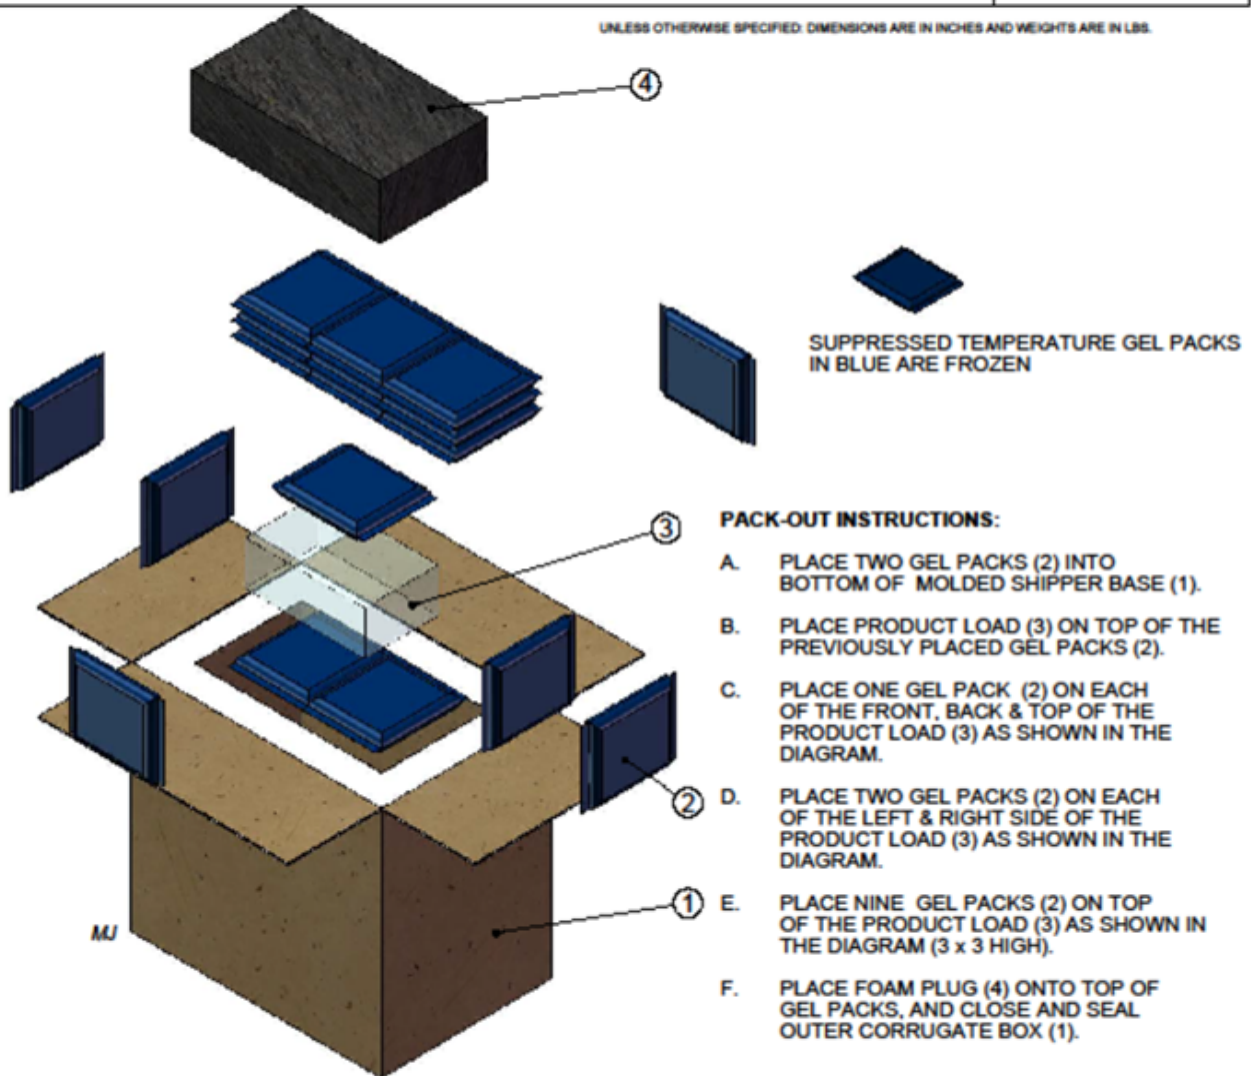 UNLESS OTHERWISE SPECIFIED: DIMENSIONS ARE IN INCHES AND WEIGHTS ARE IN LBS.
4
SUPPRESSED TEMPERATURE GEL PACKS
IN BLUE ARE FROZEN
3
PACK-OUT INSTRUCTIONS:
A. PLACE TWO GEL PACKS (2) INTO
BOTTOM OF MOLDED SHIPPER BASE (1).
B. PLACE PRODUCT LOAD (3) ON TOP OF THE
PREVIOUSLY PLACED GEL PACKS (2).
C. PLACE ONE GEL PACK (2) ON EACH
OF THE FRONT, BACK & TOP OF THE
PRODUCT LOAD (3) AS SHOWN IN THE
DIAGRAM.
2
D. PLACE TWO GEL PACKS (2) ON EACH
OF THE LEFT & RIGHT SIDE OF THE
PRODUCT LOAD (3) AS SHOWN IN THE
DIAGRAM.
1
E. PLACE NINE GEL PACKS (2) ON TOP
OF THE PRODUCT LOAD (3) AS SHOWN IN
THE DIAGRAM (3 x 3 HIGH).
MJ
F. PLACE FOAM PLUG (4) ONTO TOP OF
GEL PACKS, AND CLOSE AND SEAL
OUTER CORRUGATE BOX (1).